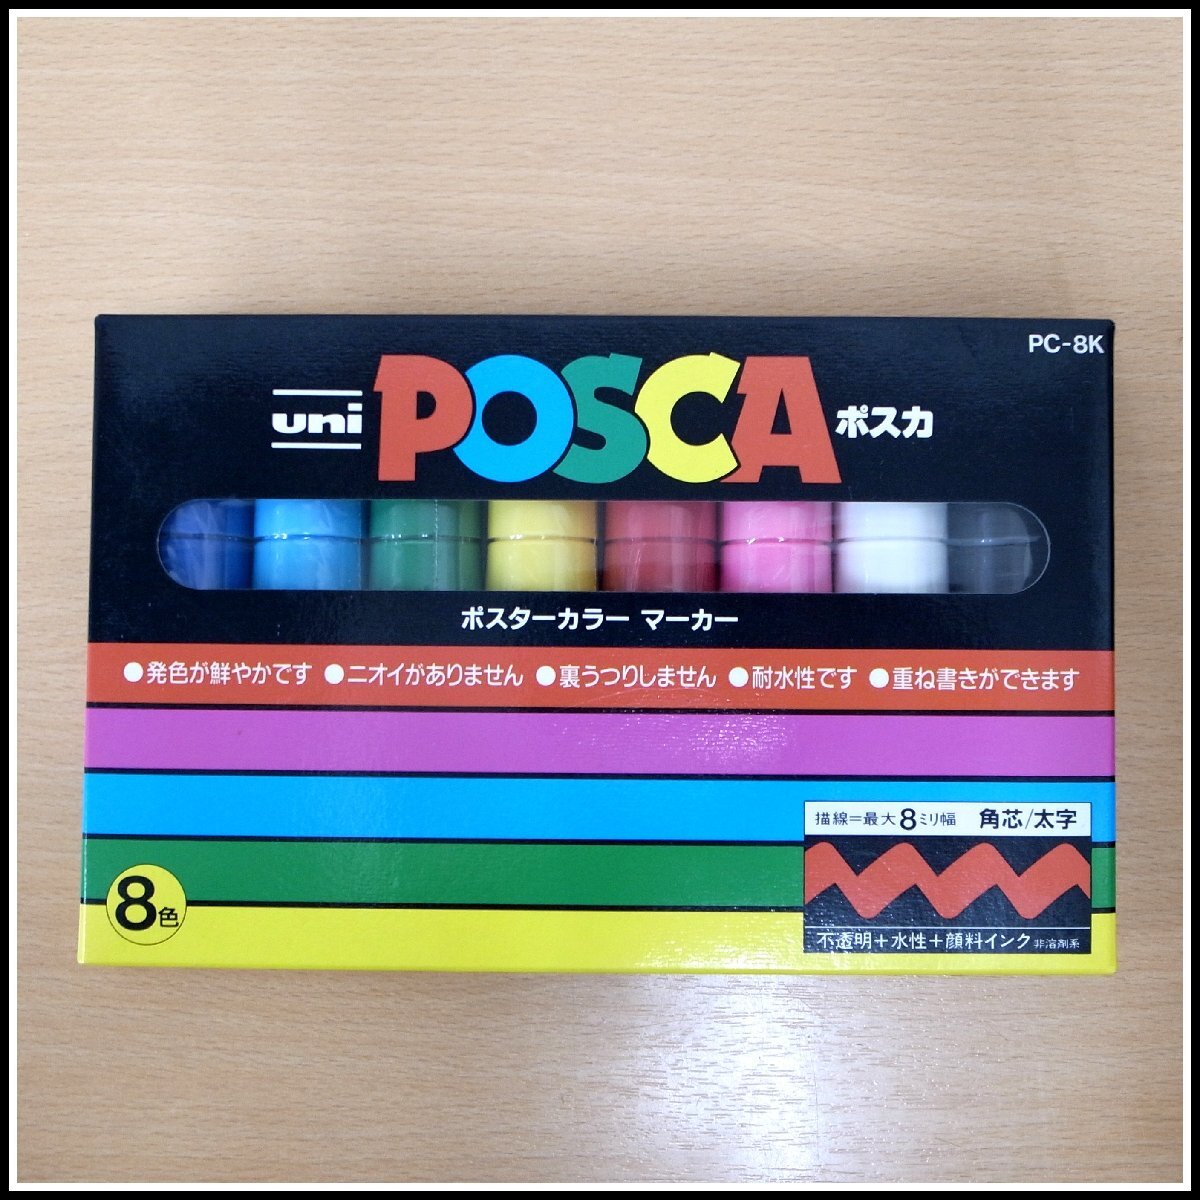 PC-8K
uni POSCA ポスカ
ポスターカラー マーカー
●発色が鮮やかです ●ニオイがありません ●裏うつりしません ●耐水性です ●重ね書きができます
描線=最大8ミリ幅 角芯/太字
8色
不透明+水性+顔料インク 非溶剤系